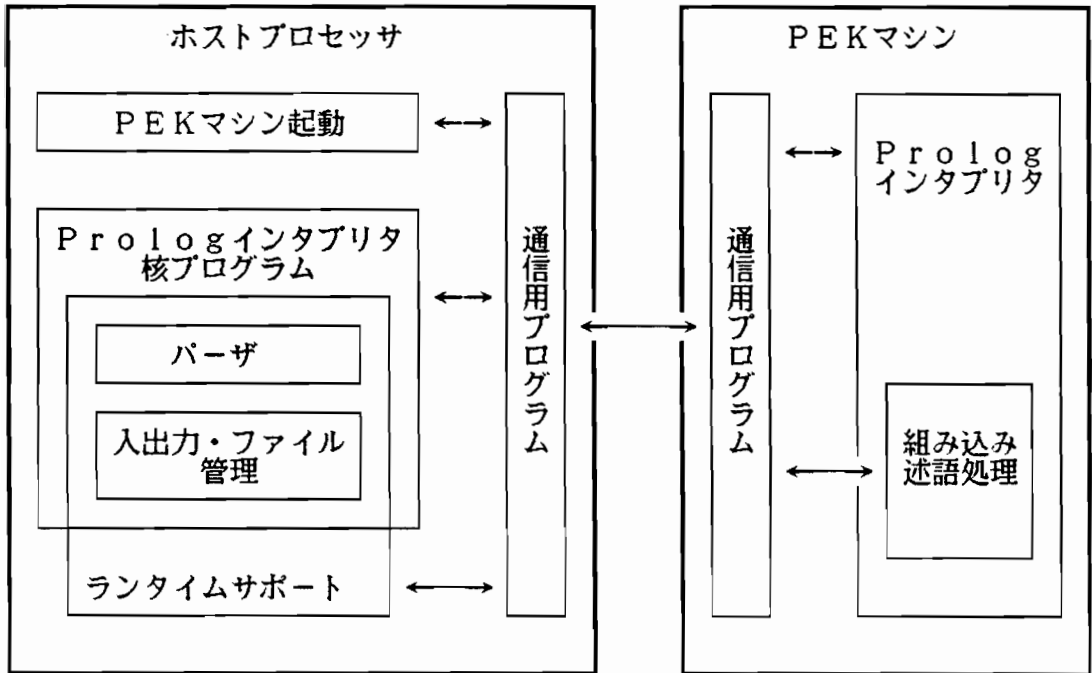 ホストプロセッサ
PEKマシン起動
Prologインタプリタ
核プログラム
パーザ
入出力・ファイル
管理
ランタイムサポート
通信用プログラム
PEKマシン
通信用プログラム
Prolog
インタプリタ
組み込み
述語処理